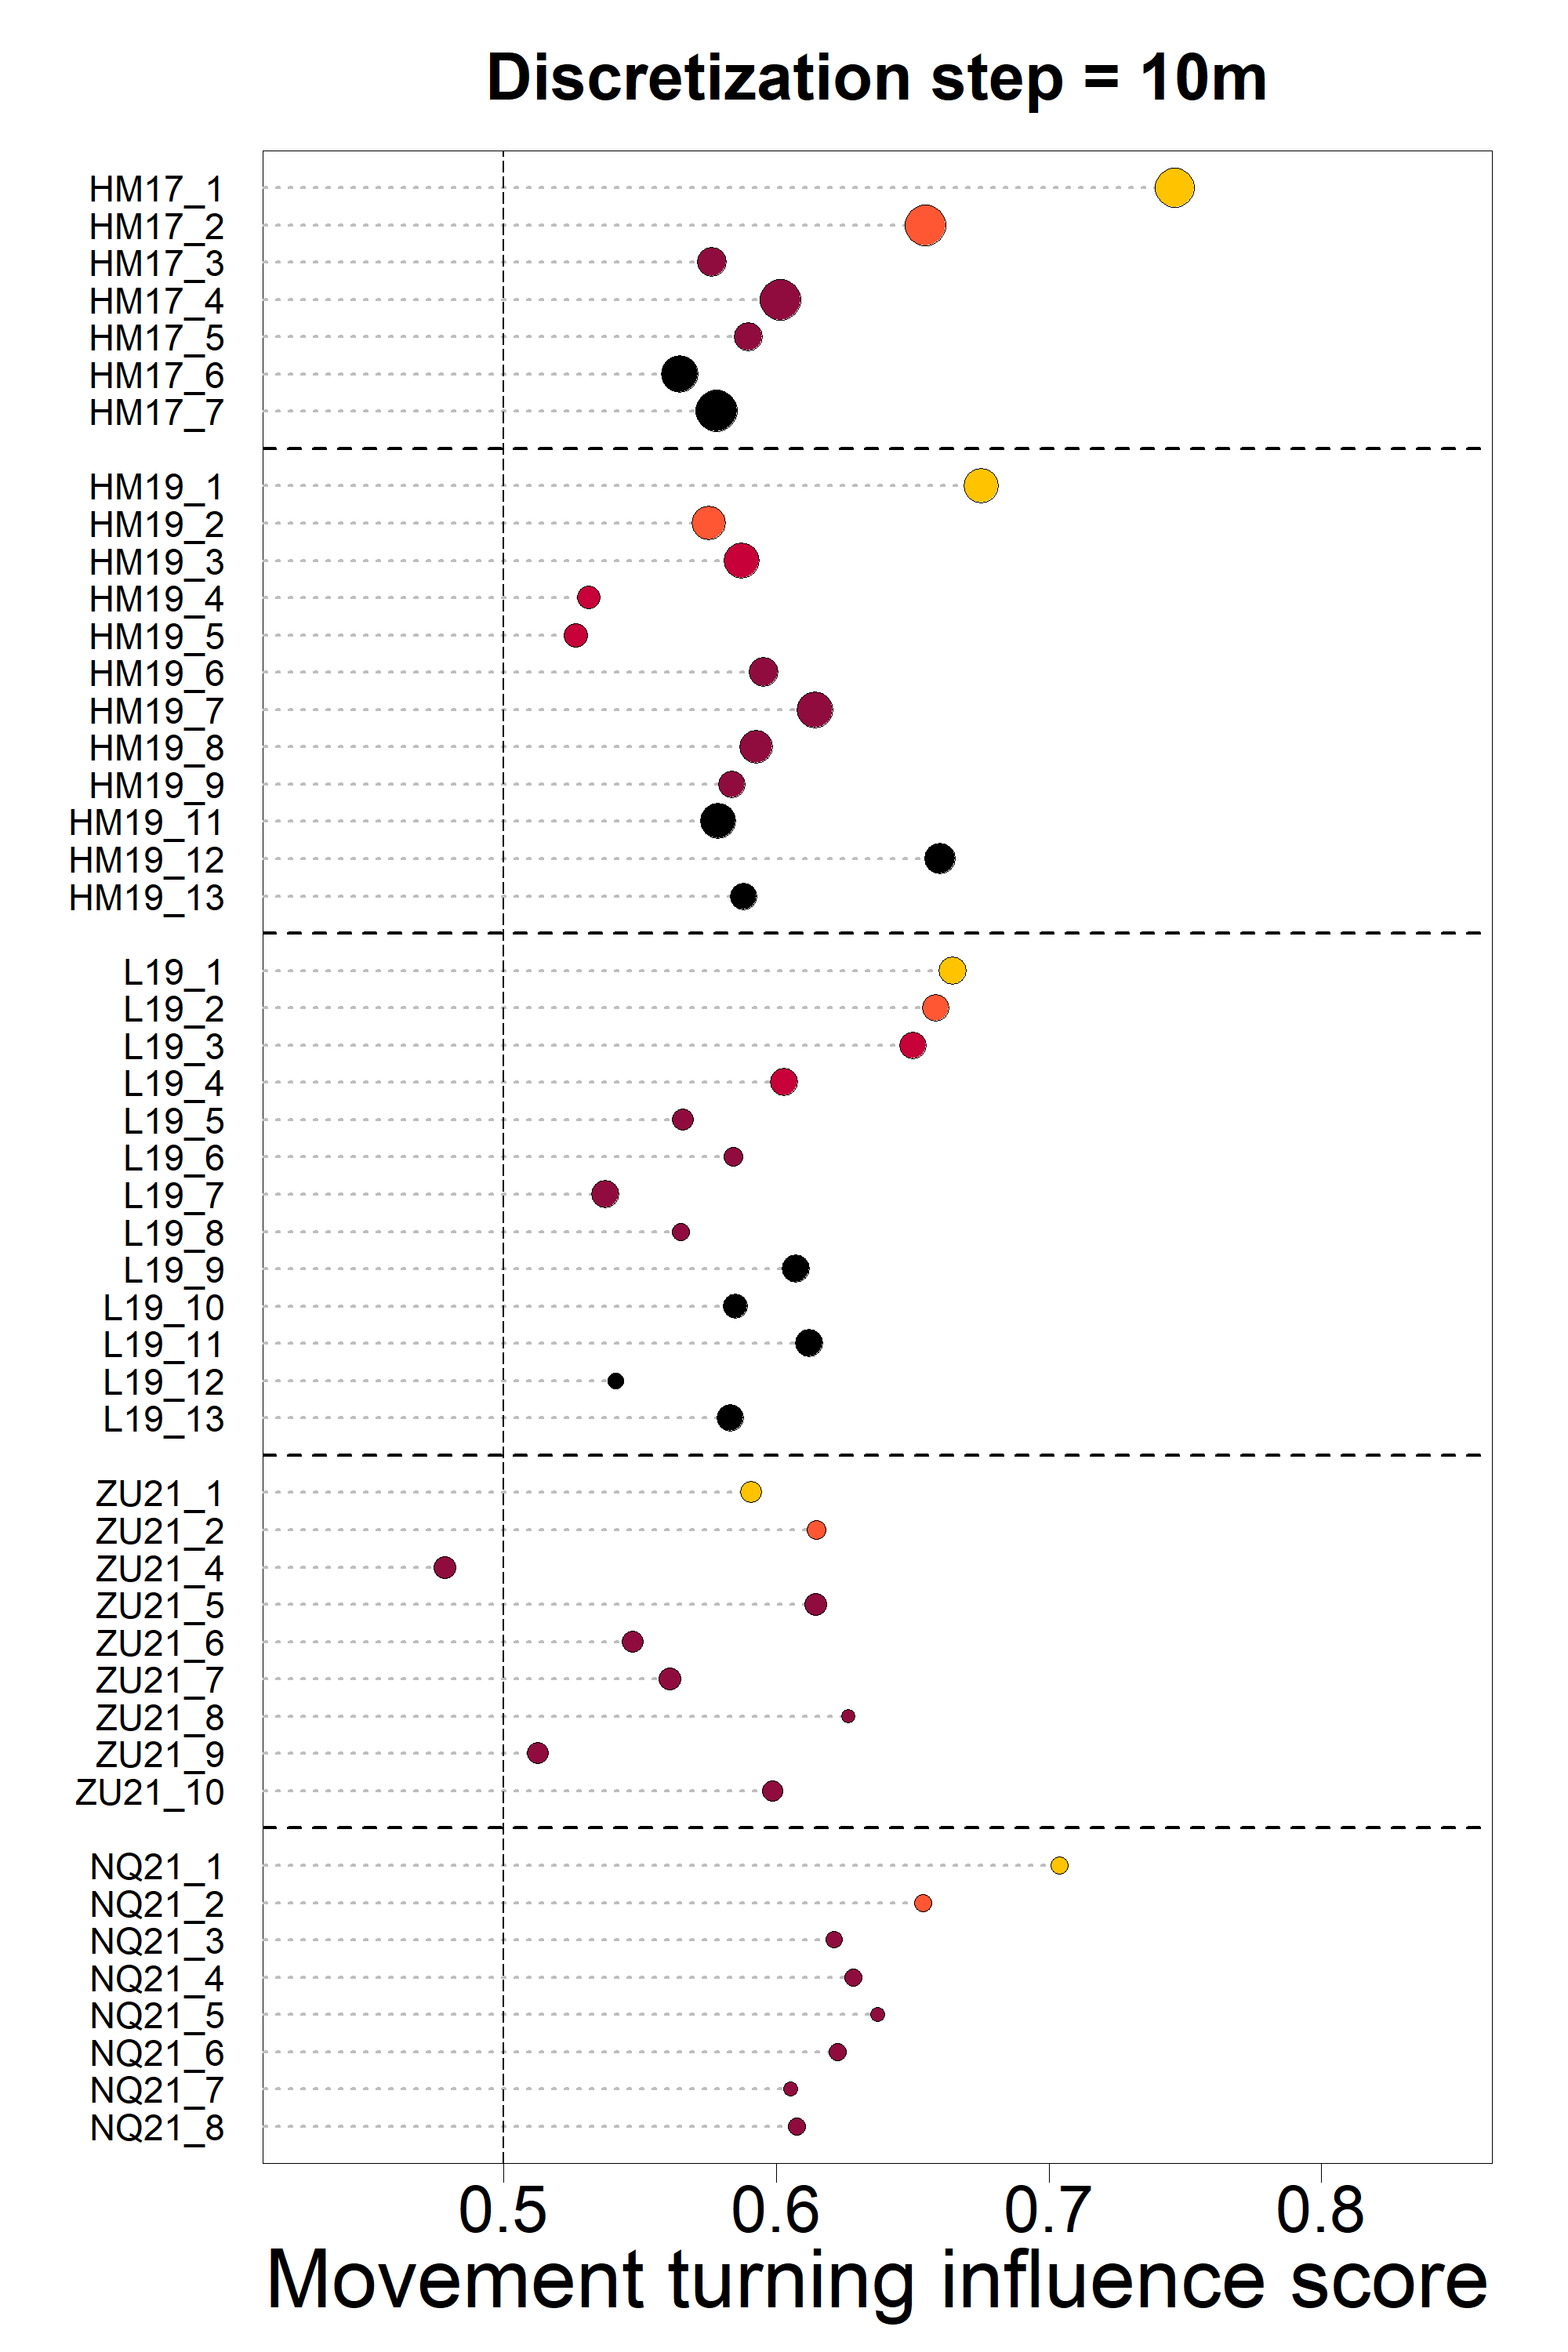 Discretization step = 10m
HM17_1
HM17_2
HM17_3
HM17_4
HM17_5
HM17_6
HM17_7
HM19_1
HM19_2
HM19_3
HM19_4
HM19_5
HM19_6
HM19_7
HM19_8
HM19_9
HM19_11
HM19_12
HM19_13
L19_1
L19_2
L19_3
L19_4
L19_5
L19_6
L19_7
L19_8
L19_9
L19_10
L19_11
L19_12
L19_13
ZU21_1
ZU21_2
ZU21_4
ZU21_5
ZU21_6
ZU21_7
ZU21_8
ZU21_9
ZU21_10
NQ21_1
NQ21_2
NQ21_3
NQ21_4
NQ21_5
NQ21_6
NQ21_7
NQ21_8
0.5 0.6 0.7 0.8
Movement turning influence score